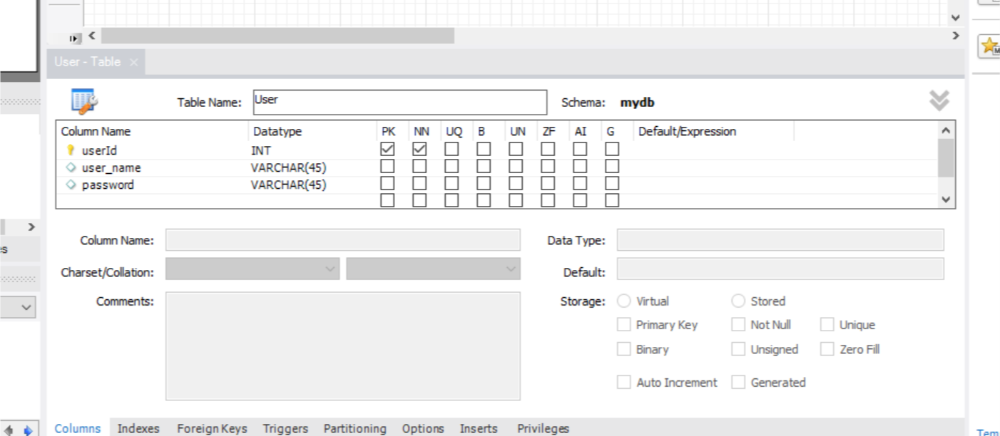 User - Table
Table Name: User Schema: mydb
Column Name Datatype PK NN UQ B UN ZF AI G Default/Expression
userId INT
user_name VARCHAR(45)
password VARCHAR(45)
Column Name: Data Type:
Charset/Collation: Default:
Comments: Storage: Virtual Stored
Primary Key Not Null Unique
Binary Unsigned Zero Fill
Auto Increment Generated
Columns Indexes Foreign Keys Triggers Partitioning Options Inserts Privileges